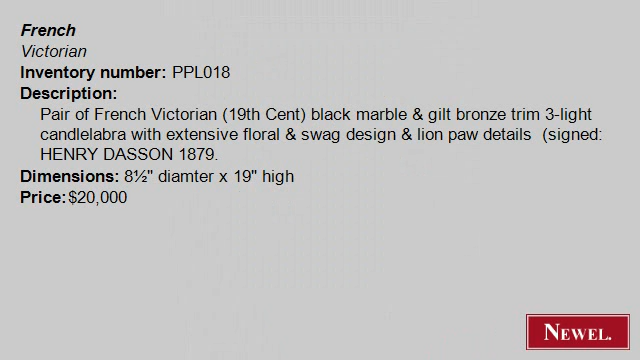 French
Victorian
Inventory number: PPL018
Description:
Pair of French Victorian (19th Cent) black marble & gilt bronze trim 3-light
candlelabra with extensive floral & swag design & lion paw details (signed:
HENRY DASSON 1879.
Dimensions: 8½" diamter x 19" high
Price:$20,000
NEWEL.